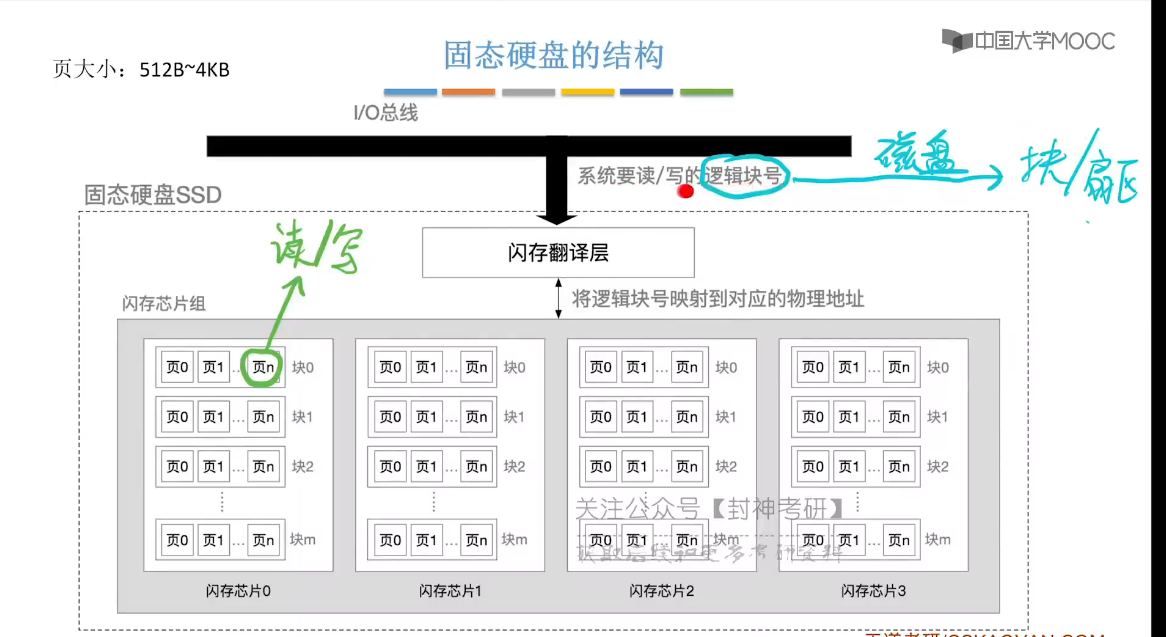 中国大学MOOC
固态硬盘的结构
页大小：512B~4KB
I/O总线
磁盘
块/扇区
系统要读/写的逻辑块号
固态硬盘SSD
读/写
闪存翻译层
将逻辑块号映射到对应的物理地址
闪存芯片组
页0 页1 … 页n 块0 页0 页1 … 页n 块0 页0 页1 … 页n 块0 页0 页1 … 页n 块0
页0 页1 … 页n 块1 页0 页1 … 页n 块1 页0 页1 … 页n 块1 页0 页1 … 页n 块1
页0 页1 … 页n 块2 页0 页1 … 页n 块2 页0 页1 … 页n 块2 页0 页1 … 页n 块2
关注公众号【封神考研】
页0 页1 … 页n 块m 页0 页1 … 页n 块m 页0 页1 … 页n 块m 页0 页1 … 页n 块m
获取后续和更多考研资料
闪存芯片0 闪存芯片1 闪存芯片2 闪存芯片3